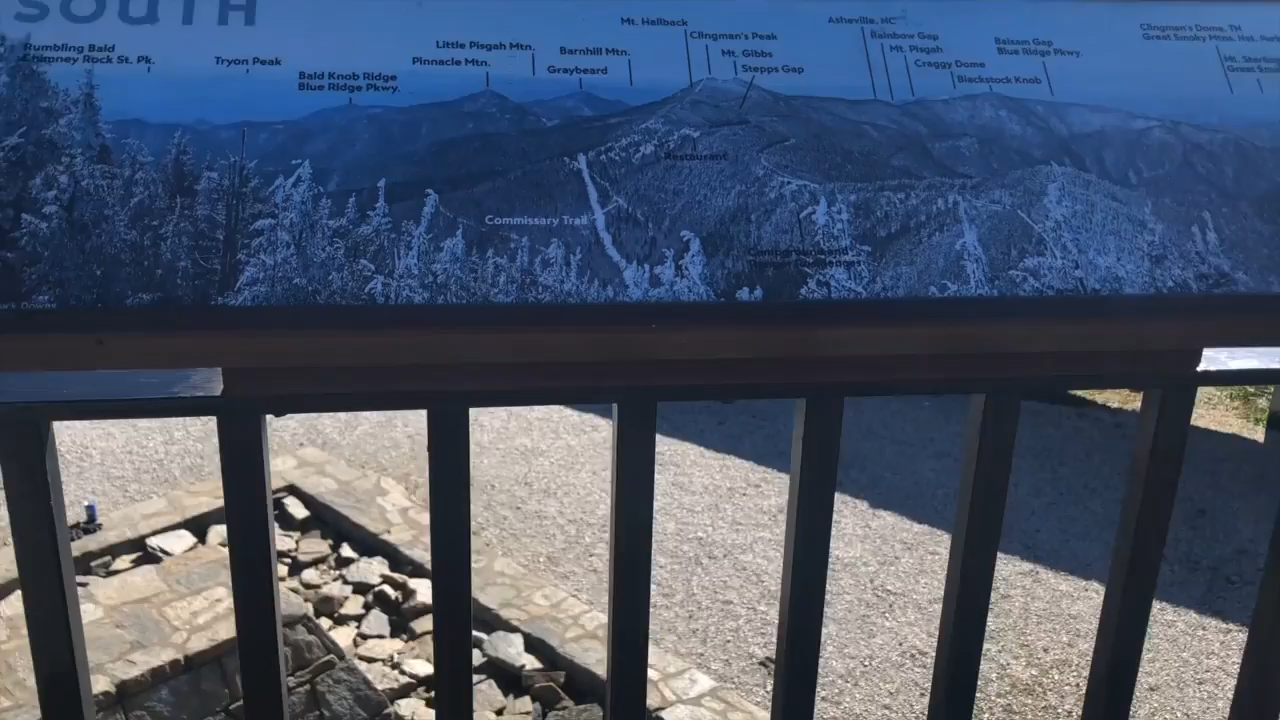 SOUTH
Rumbling Bald
Chimney Rock St. Pk.
Tryon Peak
Bald Knob Ridge
Blue Ridge Pkwy.
Little Pisgah Mtn.
Pinnacle Mtn.
Barnhill Mtn.
Graybeard
Mt. Hallback
Clingman's Peak
Mt. Gibbs
Stepps Gap
Asheville, NC
Rainbow Gap
Mt. Pisgah
Craggy Dome
Blackstock Knob
Balsam Gap
Blue Ridge Pkwy.
Clingman's Dome, TN
Great Smoky Mtns. Nat. Park
Mt. Sterling
Great
Restaurant
Commissary Trail